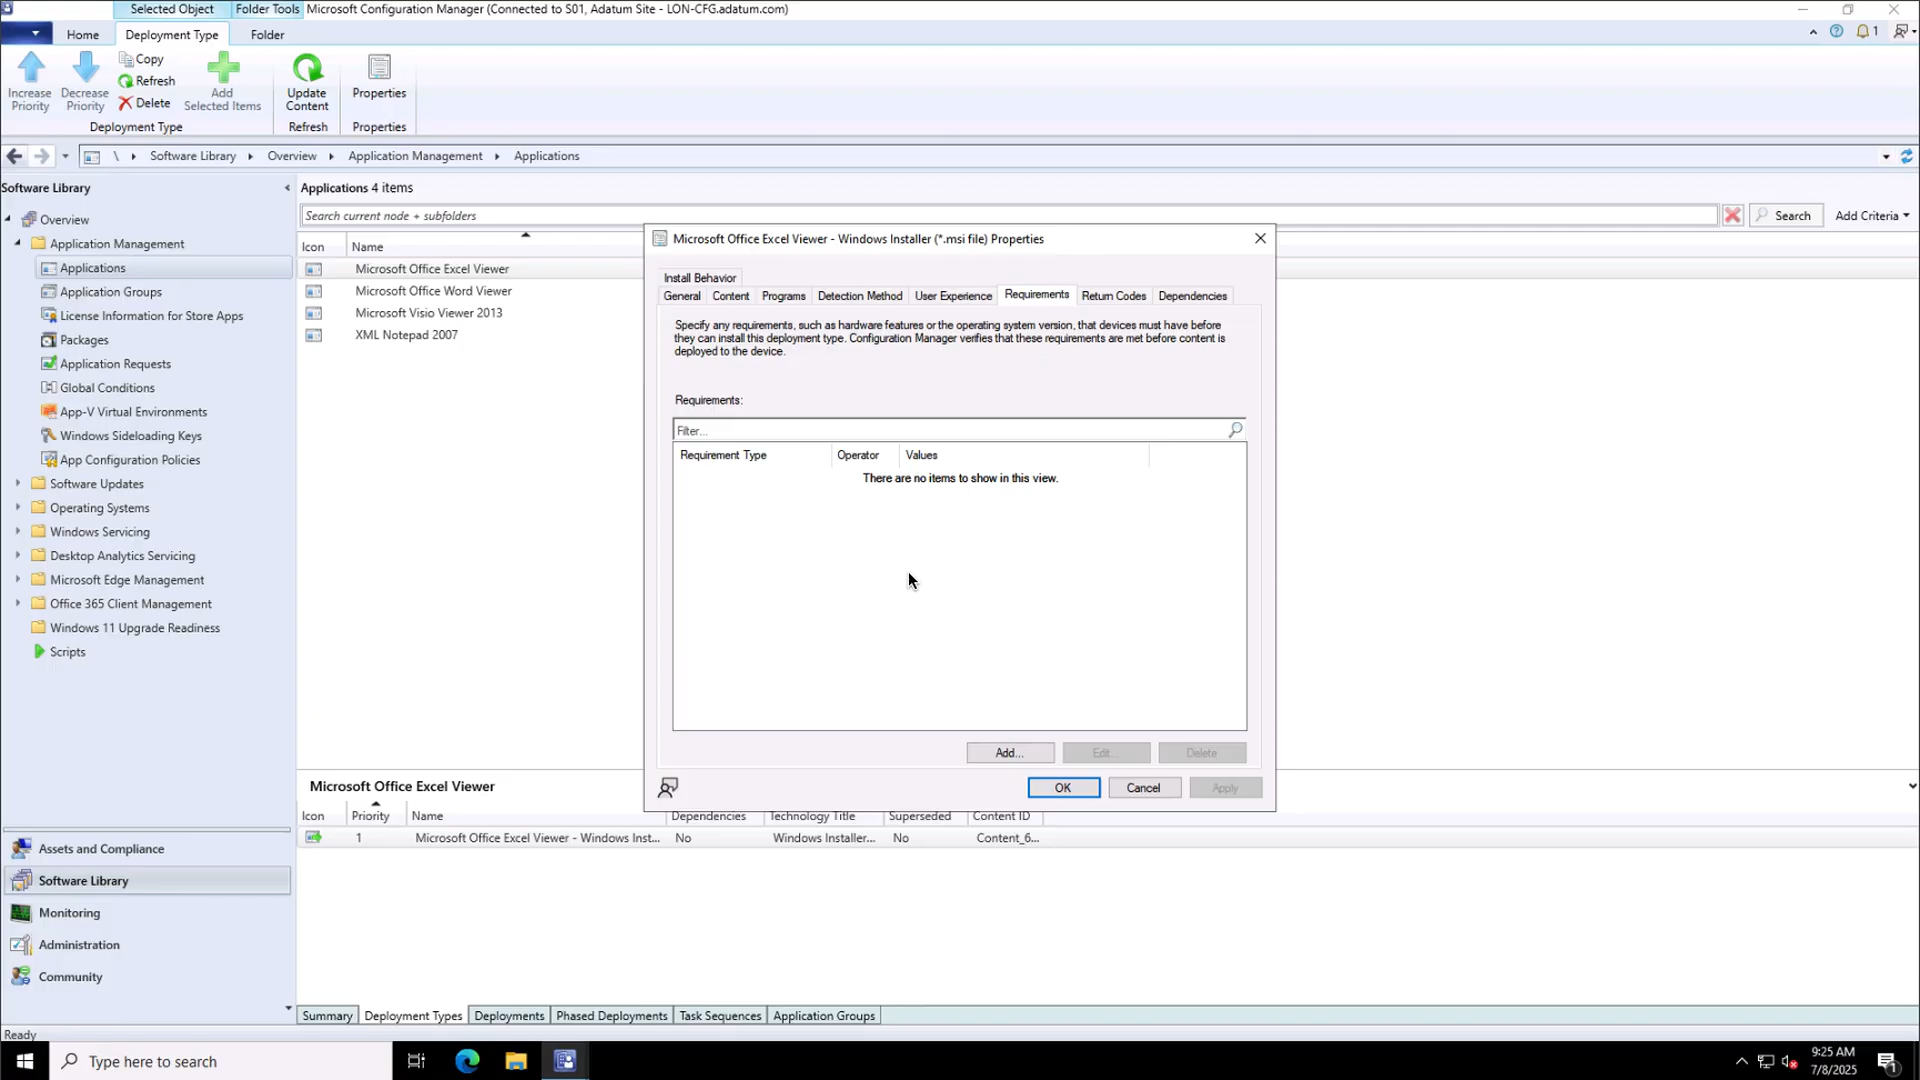 Selected Object Folder Tools Microsoft Configuration Manager (Connected to S01, Adatum Site - LON-CFG.adatum.com)
Home Deployment Type Folder
1
Increase Priority
Decrease Priority
Copy
Refresh
Delete
Add Selected Items
Update Content
Properties
Deployment Type Refresh Properties
\ Software Library Overview Application Management Applications
Software Library
Overview
Application Management
Applications
Application Groups
License Information for Store Apps
Packages
Application Requests
Global Conditions
App-V Virtual Environments
Windows Sideloading Keys
App Configuration Policies
Software Updates
Operating Systems
Windows Servicing
Desktop Analytics Servicing
Microsoft Edge Management
Office 365 Client Management
Windows 11 Upgrade Readiness
Scripts
Assets and Compliance
Software Library
Monitoring
Administration
Community
Applications 4 items
Search current node + subfolders
Search Add Criteria
Icon Name
Microsoft Office Excel Viewer
Microsoft Office Word Viewer
Microsoft Visio Viewer 2013
XML Notepad 2007
Microsoft Office Excel Viewer - Windows Installer (*.msi file) Properties
Install Behavior
General Content Programs Detection Method User Experience Requirements Return Codes Dependencies
Specify any requirements, such as hardware features or the operating system version, that devices must have before
they can install this deployment type. Configuration Manager verifies that these requirements are met before content is
deployed to the device.
Requirements:
Filter...
Requirement Type Operator Values
There are no items to show in this view.
Add... Edit... Delete
OK Cancel Apply
Microsoft Office Excel Viewer
Icon Priority Name Dependencies Technology Title Superseded Content ID
1 Microsoft Office Excel Viewer - Windows Inst... No Windows Installer... No Content_6...
Summary Deployment Types Deployments Phased Deployments Task Sequences Application Groups
Ready
Type here to search
9:25 AM
7/8/2025
1